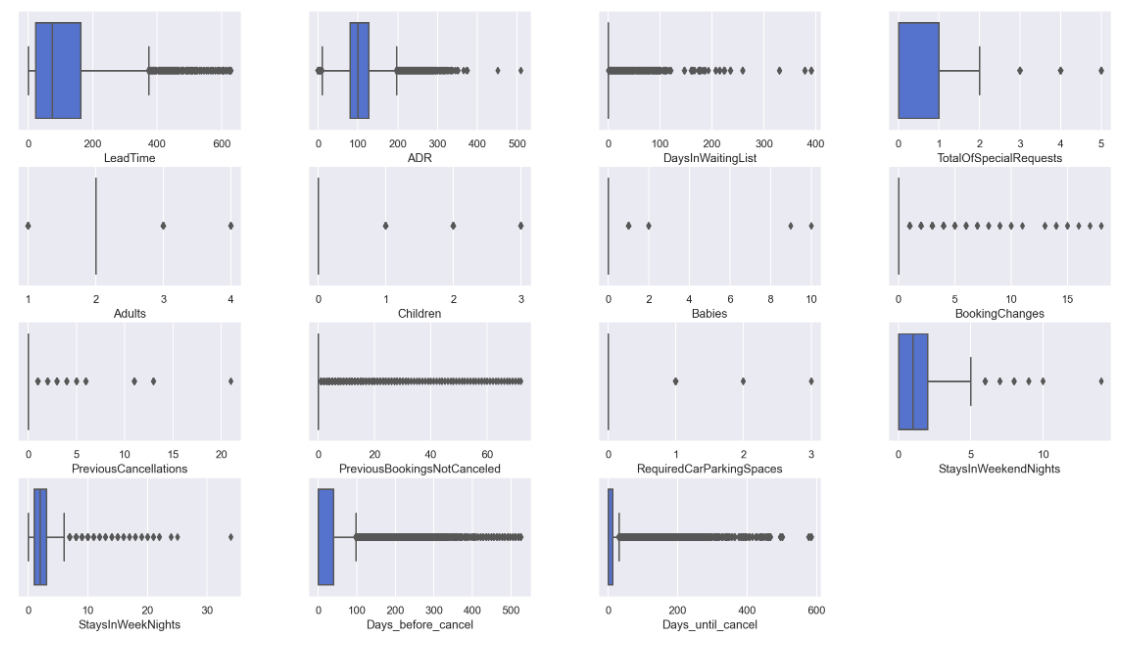 0 200 400 600 0 100 200 300 400 500 0 100 200 300 400 0 1 2 3 4 5
LeadTime ADR DaysInWaitingList TotalOfSpecialRequests
1 2 3 4 0 1 2 3 0 2 4 6 8 10 0 5 10 15
Adults Children Babies BookingChanges
0 5 10 15 20 0 20 40 60 0 1 2 3 0 5 10
PreviousCancellations PreviousBookingsNotCanceled RequiredCarParkingSpaces StaysInWeekendNights
0 10 20 30 0 100 200 300 400 500 0 200 400 600
StaysInWeekNights Days_before_cancel Days_until_cancel